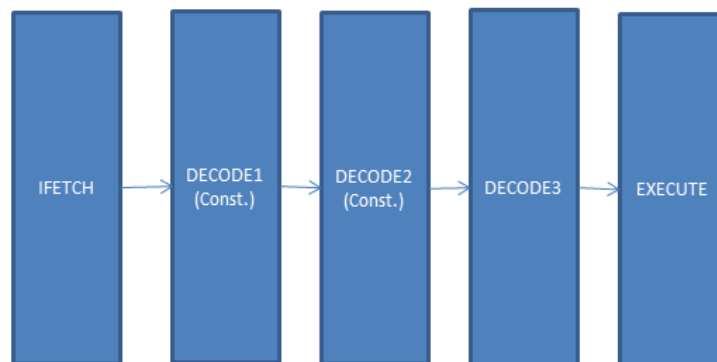 IFETCH
DECODE1
(Const.)
DECODE2
(Const.)
DECODE3
EXECUTE